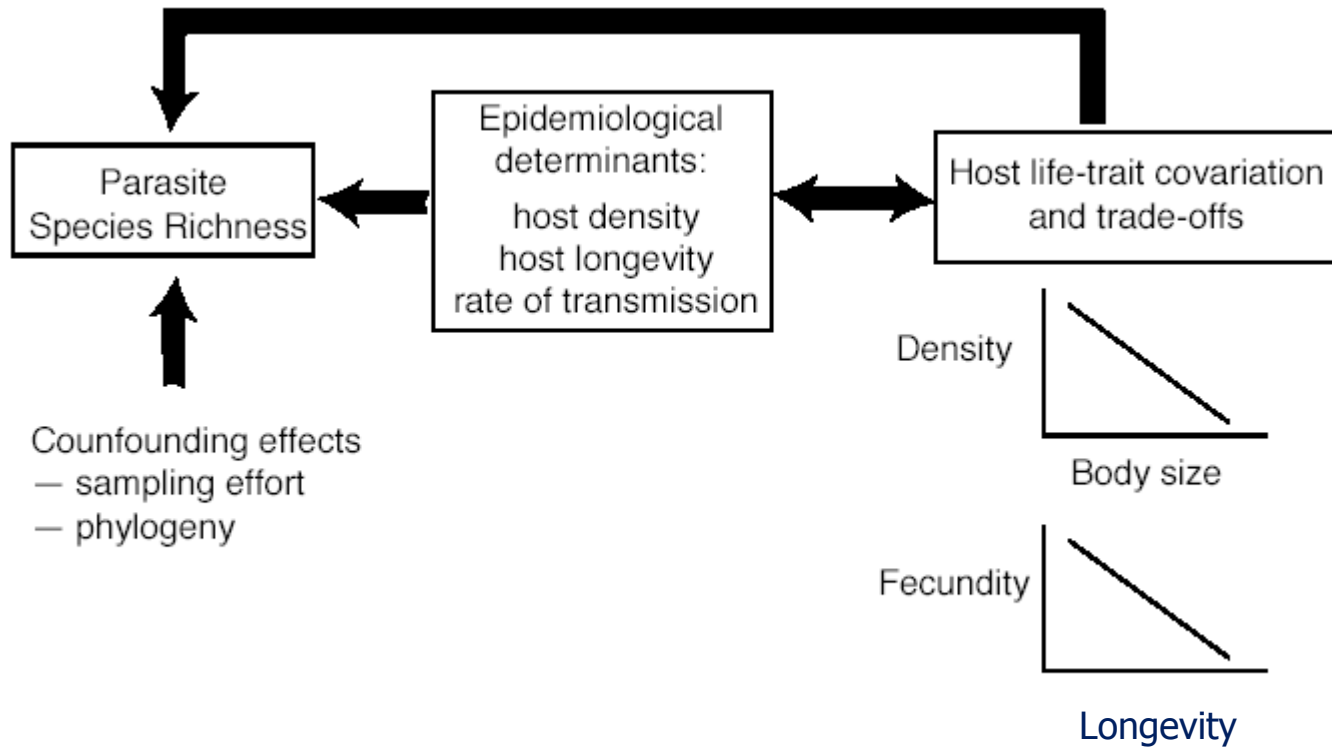 Parasite
Species Richness
Epidemiological
determinants:
host density
host longevity
rate of transmission
Host life-trait covariation
and trade-offs
Counfounding effects
— sampling effort
— phylogeny
Density
Body size
Fecundity
Longevity